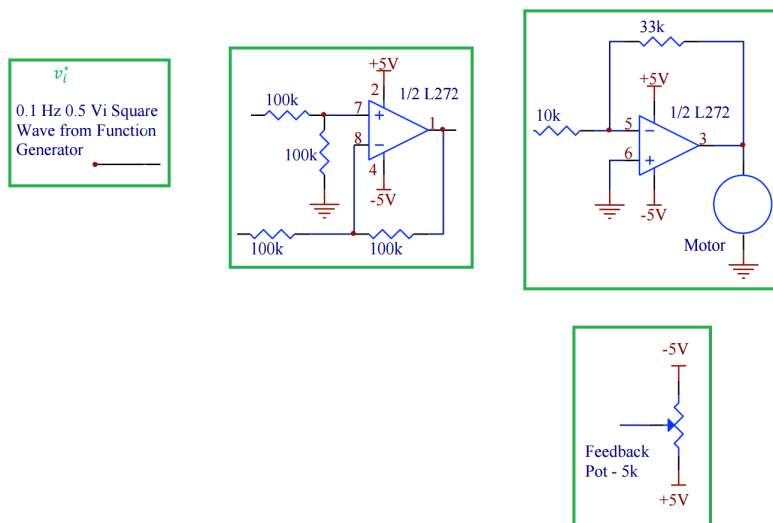 v_i^*
0.1 Hz 0.5 Vi Square
Wave from Function
Generator
+5V
2
1/2 L272
100k
7
+
1
100k
8
−
4
-5V
100k
100k
33k
+5V
1/2 L272
10k
5
−
3
6
+
-5V
Motor
-5V
Feedback
Pot - 5k
+5V